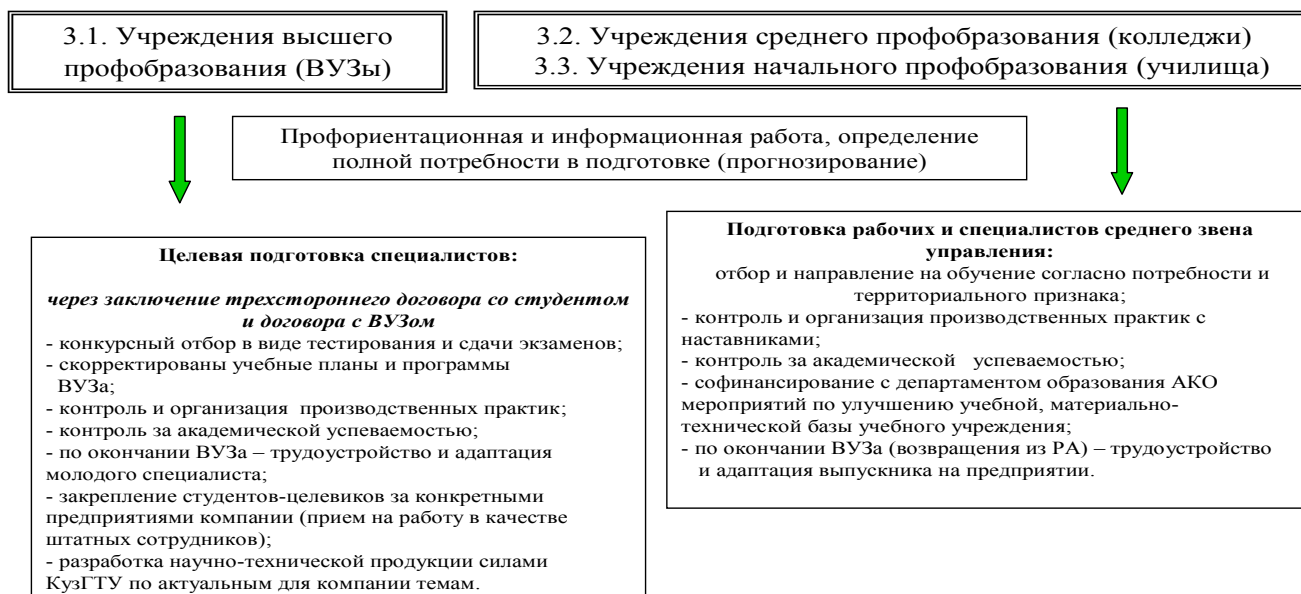 3.1. Учреждения высшего
профобразования (ВУЗы)
3.2. Учреждения среднего профобразования (колледжи)
3.3. Учреждения начального профобразования (училища)
Профориентационная и информационная работа, определение
полной потребности в подготовке (прогнозирование)
Целевая подготовка специалистов:
через заключение трехстороннего договора со студентом
и договора с ВУЗом
- конкурсный отбор в виде тестирования и сдачи экзаменов;
- скорректированы учебные планы и программы
ВУЗа;
- контроль и организация производственных практик;
- контроль за академической успеваемостью;
- по окончании ВУЗа – трудоустройство и адаптация
молодого специалиста;
- закрепление студентов-целевиков за конкретными
предприятиями компании (прием на работу в качестве
штатных сотрудников);
- разработка научно-технической продукции силами
КузГТУ по актуальным для компании темам.
Подготовка рабочих и специалистов среднего звена
управления:
отбор и направление на обучение согласно потребности и
территориального признака;
- контроль и организация производственных практик с
наставниками;
- контроль за академической успеваемостью;
- софинансирование с департаментом образования АКО
мероприятий по улучшению учебной, материально-
технической базы учебного учреждения;
- по окончании ВУЗа (возвращения из РА) – трудоустройство
и адаптация выпускника на предприятии.